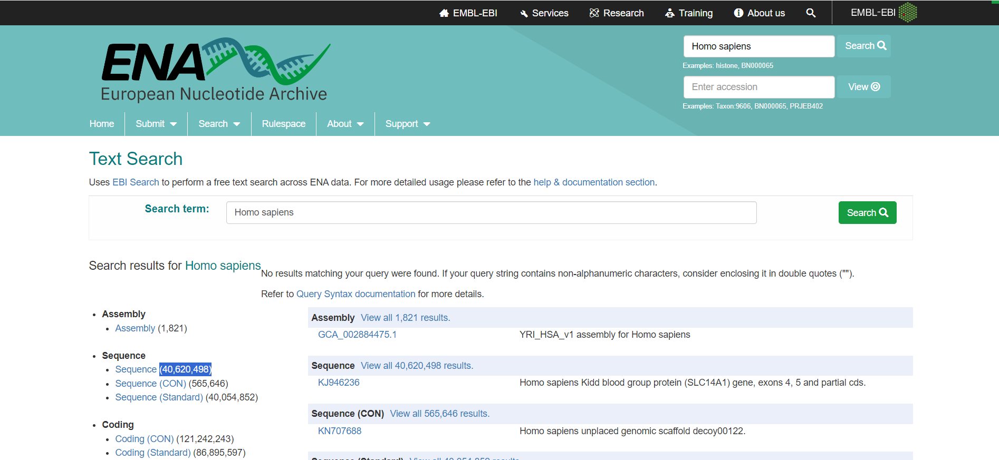 EMBL-EBI Services Research Training About us EMBL-EBI
ENA
European Nucleotide Archive
Homo sapiens Search
Examples: histone, BN000065
Enter accession View
Examples: Taxon:9606, BN000065, PRJEB402
Home Submit Search Rulespace About Support
Text Search
Uses EBI Search to perform a free text search across ENA data. For more detailed usage please refer to the help & documentation section.
Search term: Homo sapiens Search
Search results for Homo sapiens
No results matching your query were found. If your query string contains non-alphanumeric characters, consider enclosing it in double quotes ("").
Refer to Query Syntax documentation for more details.
Assembly
Assembly (1,821)
Sequence
Sequence (40,620,498)
Sequence (CON) (565,646)
Sequence (Standard) (40,054,852)
Coding
Coding (CON) (121,242,243)
Coding (Standard) (86,895,597)
Assembly View all 1,821 results.
GCA_002884475.1 YRI_HSA_v1 assembly for Homo sapiens
Sequence View all 40,620,498 results.
KJ946236 Homo sapiens Kidd blood group protein (SLC14A1) gene, exons 4, 5 and partial cds.
Sequence (CON) View all 565,646 results.
KN707688 Homo sapiens unplaced genomic scaffold decoy00122.
Sequence (Standard) View all 40,054,852 results.